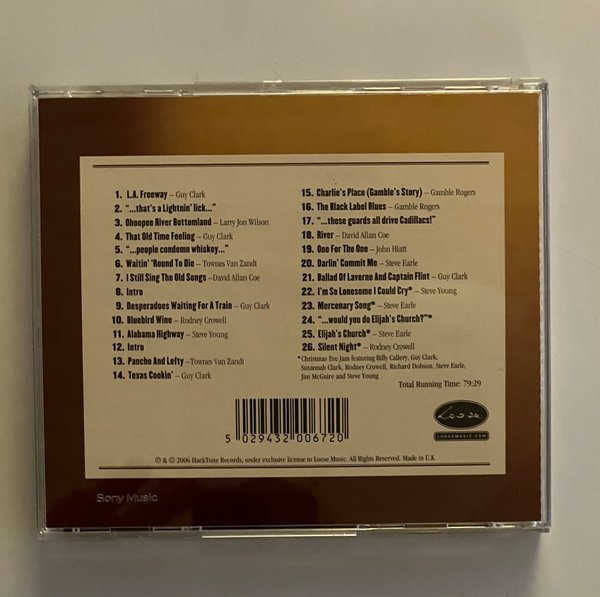 1. L.A. Freeway – Guy Clark
2. "...that's a Lightnin' lick..."
3. Ohoopee River Bottomland – Larry Jon Wilson
4. That Old Time Feeling – Guy Clark
5. "...people condemn whiskey..."
6. Waitin' 'Round To Die – Townes Van Zandt
7. I Still Sing The Old Songs –David Allan Coe
8. Intro
9. Desperadoes Waiting For A Train – Guy Clark
10. Bluebird Wine – Rodney Crowell
11. Alabama Highway – Steve Young
12. Intro
13. Pancho And Lefty –Townes Van Zandt
14. Texas Cookin' – Guy Clark
15. Charlie's Place (Gamble's Story) – Gamble Rogers
16. The Black Label Blues – Gamble Rogers
17. "...these guards all drive Cadillacs!"
18. River – David Allan Coe
19. One For The One – John Hiatt
20. Darlin' Commit Me – Steve Earle
21. Ballad Of Laverne And Captain Flint – Guy Clark
22. I'm So Lonesome I Could Cry* – Steve Young
23. Mercenary Song* – Steve Earle
24. "...would you do Elijah's Church?"*
25. Elijah's Church* – Steve Earle
26. Silent Night* – Rodney Crowell
*Christmas Eve Jam featuring Billy Callery, Guy Clark,
Susannah Clark, Rodney Crowell, Richard Dobson, Steve Earle,
Jim McGuire and Steve Young
Total Running Time: 79:29
5 029432 006720
Loose
LOOSEMUSIC.COM
℗ & © 2006 HackTone Records, under exclusive license to Loose Music. All Rights Reserved. Made in U.K
Sony Music